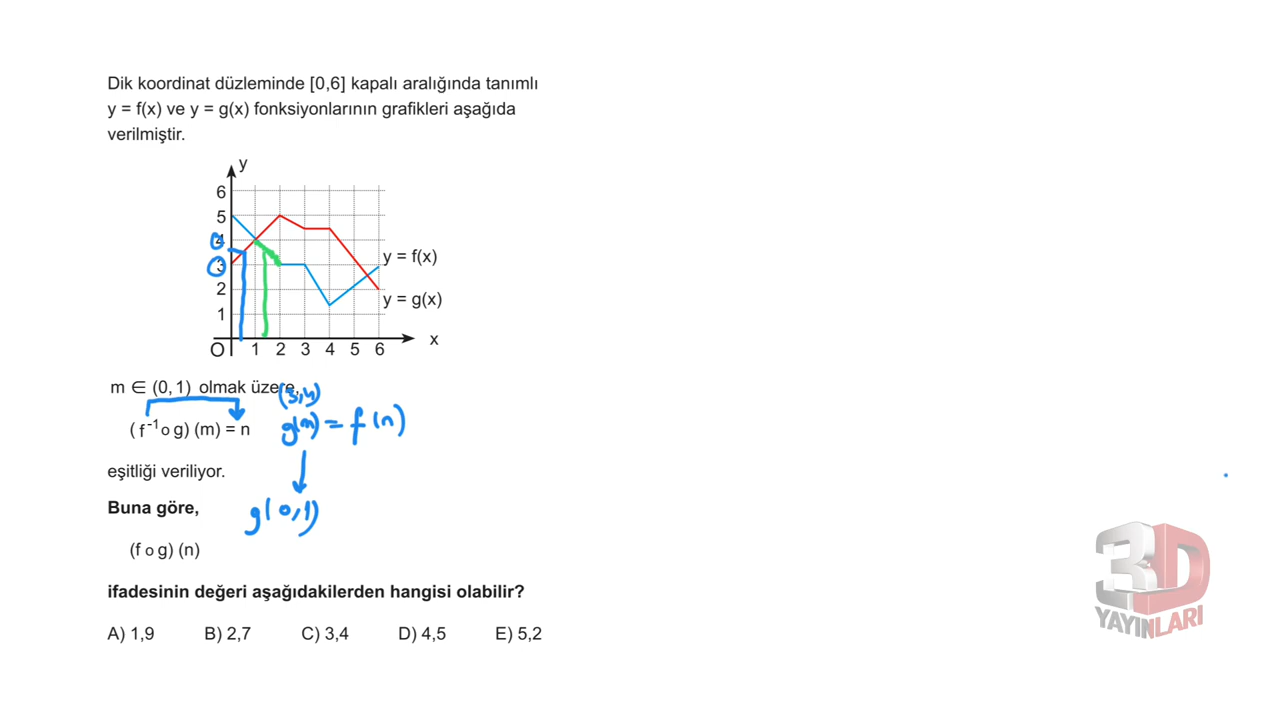 Dik koordinat düzleminde [0,6] kapalı aralığında tanımlı
y = f(x) ve y = g(x) fonksiyonlarının grafikleri aşağıda
verilmiştir.
y
6
5
4
3
2
1
y = f(x)
y = g(x)
O 1 2 3 4 5 6 x
m ∈ (0, 1) olmak üzere,
(3,4)
(f⁻¹ o g) (m) = n g(m) = f(n)
eşitliği veriliyor.
Buna göre, g(0,1)
(f o g) (n)
ifadesinin değeri aşağıdakilerden hangisi olabilir?
A) 1,9 B) 2,7 C) 3,4 D) 4,5 E) 5,2
3D
YAYINLARI